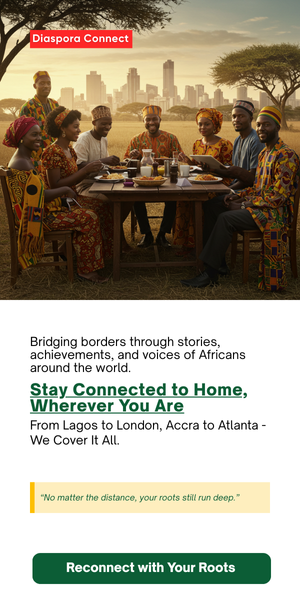 Diaspora Connect
Bridging borders through stories,
achievements, and voices of Africans
around the world.
Stay Connected to Home,
Wherever You Are
From Lagos to London, Accra to Atlanta -
We Cover It All.
“No matter the distance, your roots still run deep.”
Reconnect with Your Roots